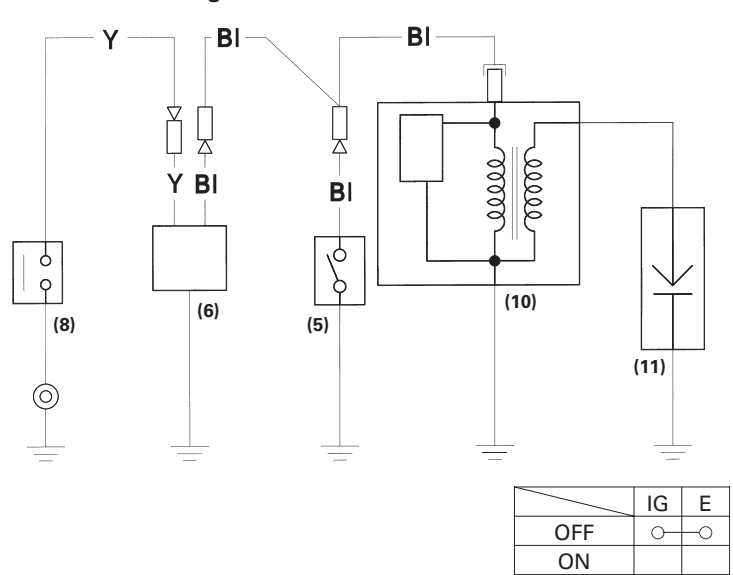 Y
Bl
Bl
Y Bl
Bl
(8)
(6)
(5)
(10)
(11)
IG E
OFF
ON